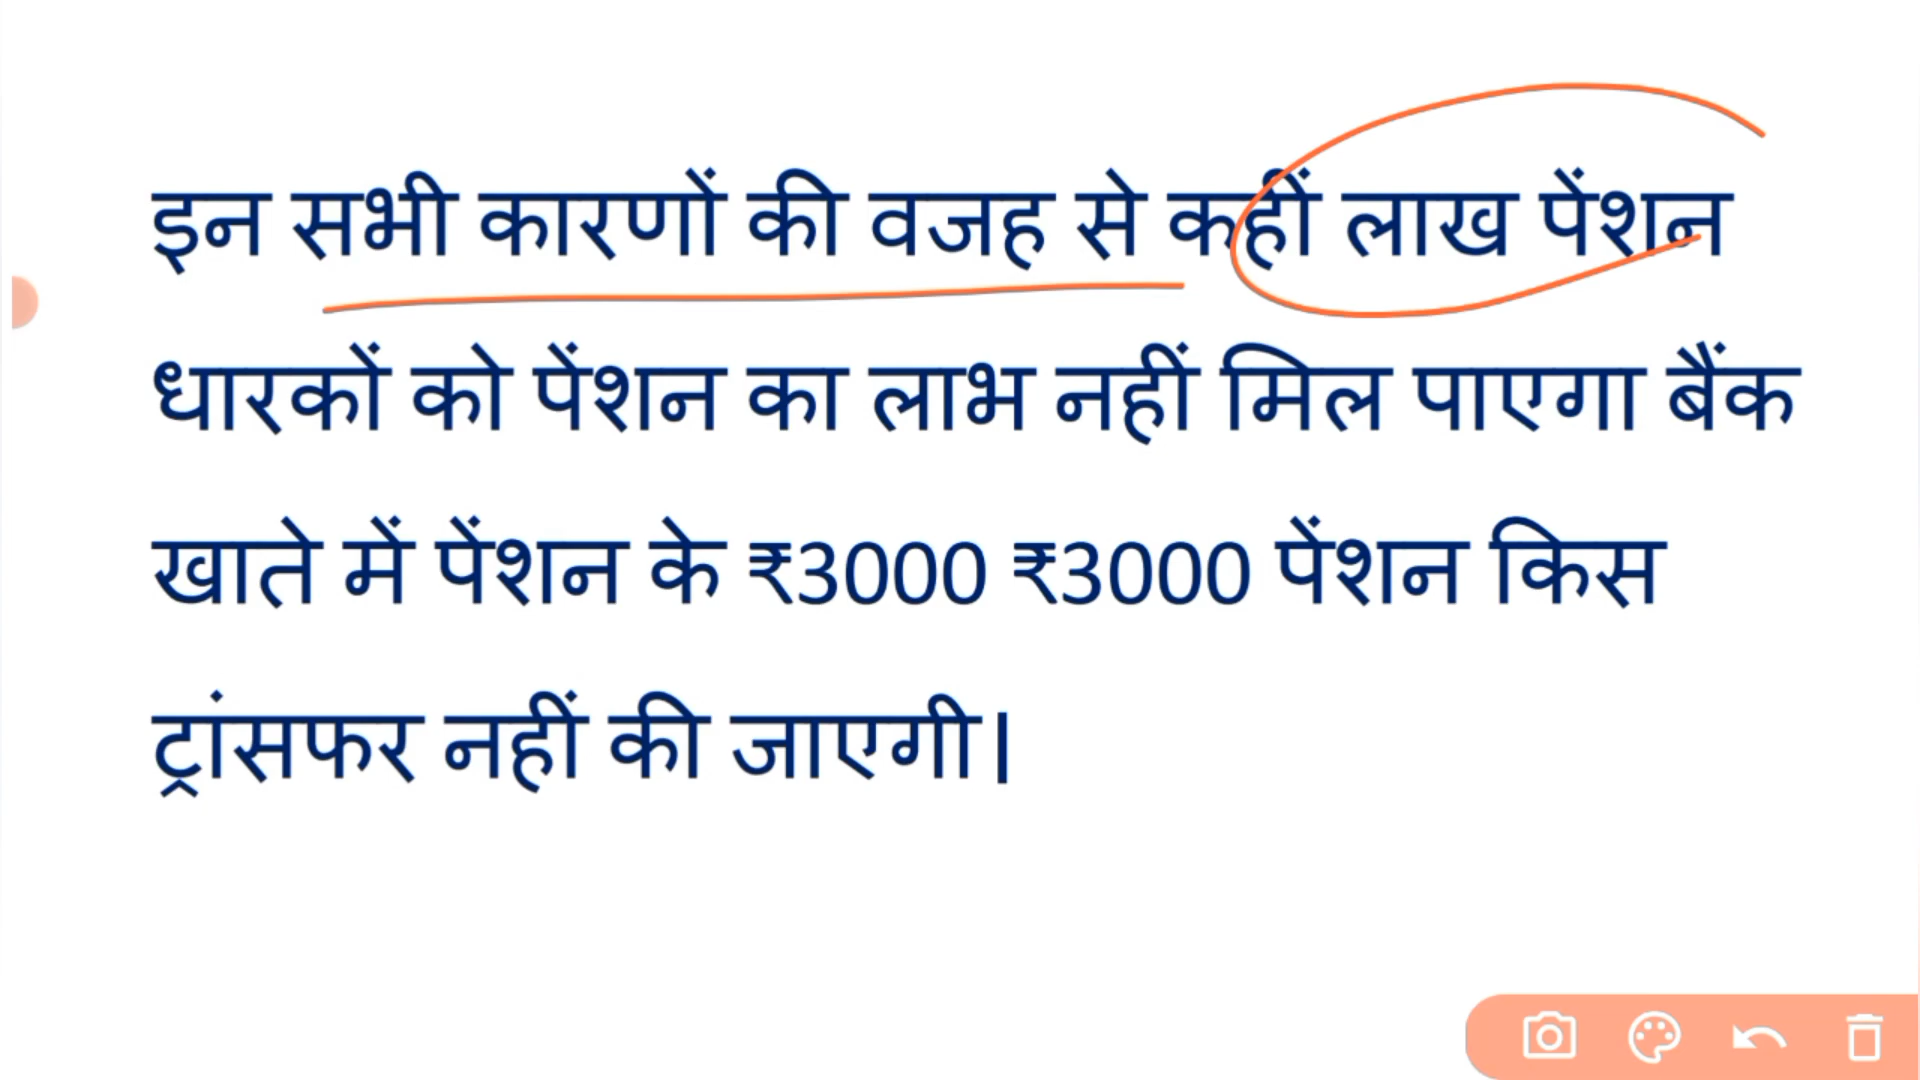 इन सभी कारणों की वजह से कहीं लाख पेंशन
धारकों को पेंशन का लाभ नहीं मिल पाएगा बैंक
खाते में पेंशन के ₹3000 ₹3000 पेंशन किस
ट्रांसफर नहीं की जाएगी।